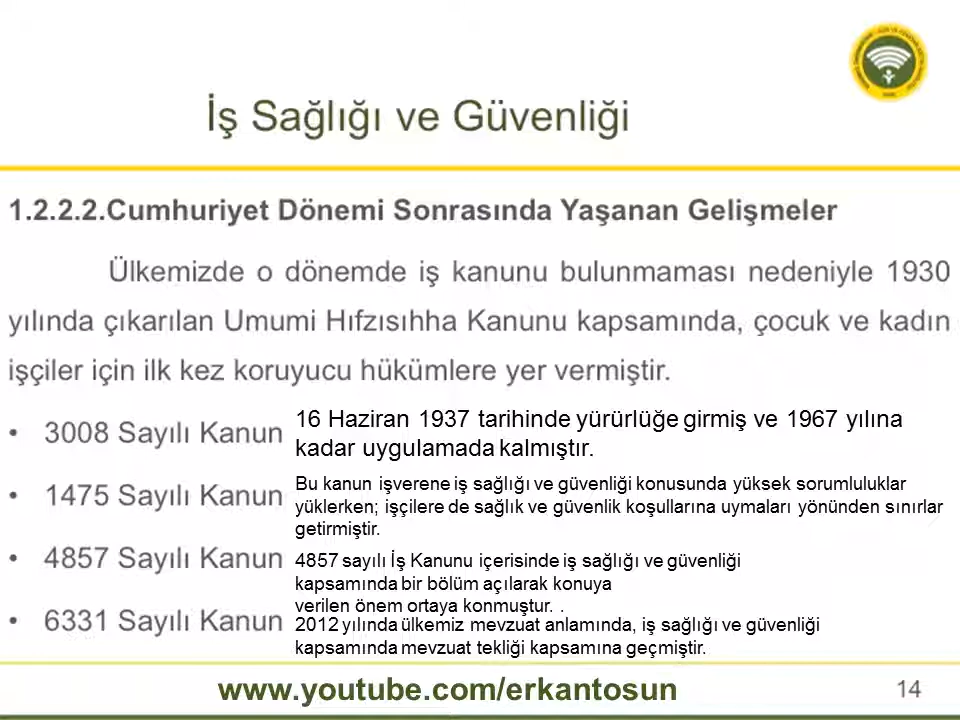 İş Sağlığı ve Güvenliği
1.2.2.2.Cumhuriyet Dönemi Sonrasında Yaşanan Gelişmeler
Ülkemizde o dönemde iş kanunu bulunmaması nedeniyle 1930
yılında çıkarılan Umumi Hıfzısıhha Kanunu kapsamında, çocuk ve kadın
işçiler için ilk kez koruyucu hükümlere yer vermiştir.
• 3008 Sayılı Kanun
16 Haziran 1937 tarihinde yürürlüğe girmiş ve 1967 yılına
kadar uygulamada kalmıştır.
• 1475 Sayılı Kanun
Bu kanun işverene iş sağlığı ve güvenliği konusunda yüksek sorumluluklar
yüklerken; işçilere de sağlık ve güvenlik koşullarına uymaları yönünden sınırlar
getirmiştir.
• 4857 Sayılı Kanun
4857 sayılı İş Kanunu içerisinde iş sağlığı ve güvenliği
kapsamında bir bölüm açılarak konuya
verilen önem ortaya konmuştur. .
• 6331 Sayılı Kanun
2012 yılında ülkemiz mevzuat anlamında, iş sağlığı ve güvenliği
kapsamında mevzuat tekliği kapsamına geçmiştir.
www.youtube.com/erkantosun
14